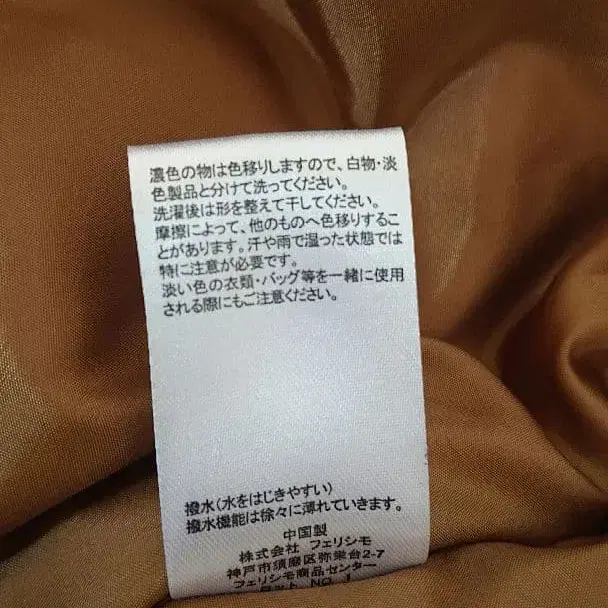 濃色の物は色移りしますので、白物・淡
色製品と分けて洗ってください。
洗濯後は形を整えて干してください。
摩擦によって、他のものへ色移りするこ
とがあります。汗や雨で湿った状態では
特に注意が必要です。
淡い色の衣類・バッグ等を一緒に使用
される際にもご注意ください。
撥水(水をはじきやすい)
撥水機能は徐々に薄れていきます。
中国製
株式会社 フェリシモ
神戸市須磨区弥栄台2-7
フェリシモ商品センター
ロット NO. 1